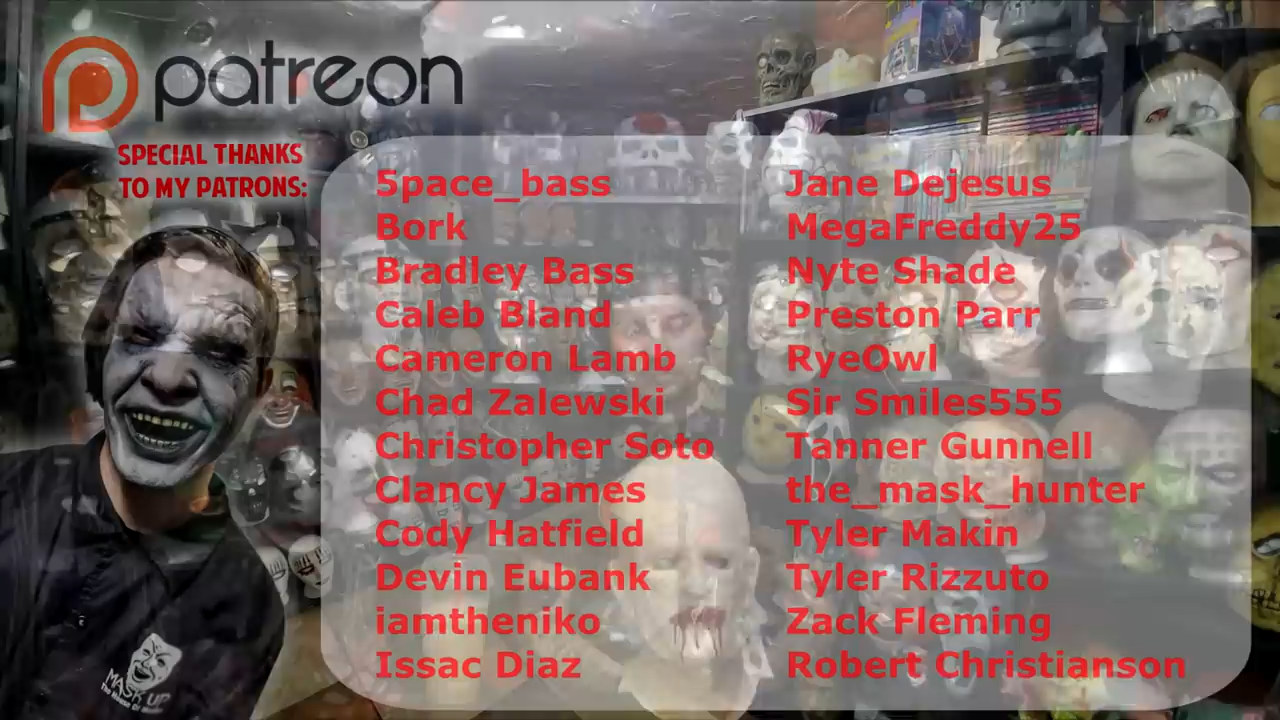 patreon
SPECIAL THANKS
TO MY PATRONS:
5pace_bass
Bork
Bradley Bass
Caleb Bland
Cameron Lamb
Chad Zalewski
Christopher Soto
Clancy James
Cody Hatfield
Devin Eubank
iamtheniko
Issac Diaz
Jane Dejesus
MegaFreddy25
Nyte Shade
Preston Parr
RyeOwl
Sir Smiles555
Tanner Gunnell
the_mask_hunter
Tyler Makin
Tyler Rizzuto
Zack Fleming
Robert Christianson
MASK UP